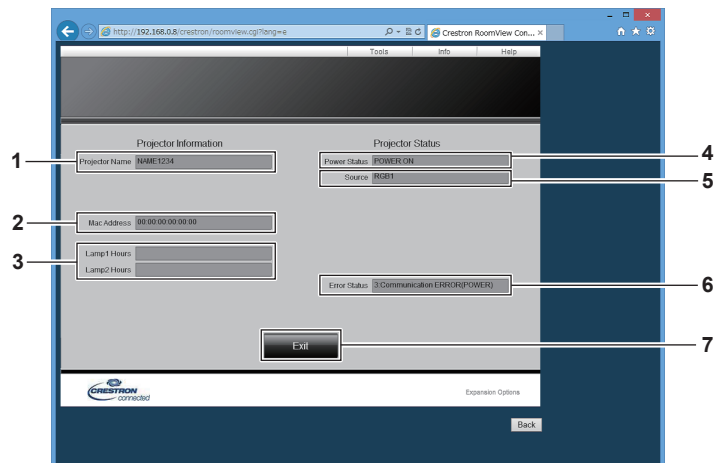 http://192.168.0.8/crestron/roomview.cgi?lang=e
Crestron RoomView Con... ×
Tools Info Help
Projector Information
Projector Status
1 Projector Name NAME1234
Power Status POWER ON 4
Source RGB1 5
2 Mac Address 00:00:00:00:00:00
3 Lamp1 Hours
Lamp2 Hours
Error Status 3:Communication ERROR(POWER) 6
Exit 7
CRESTRON
connected
Expansion Options
Back